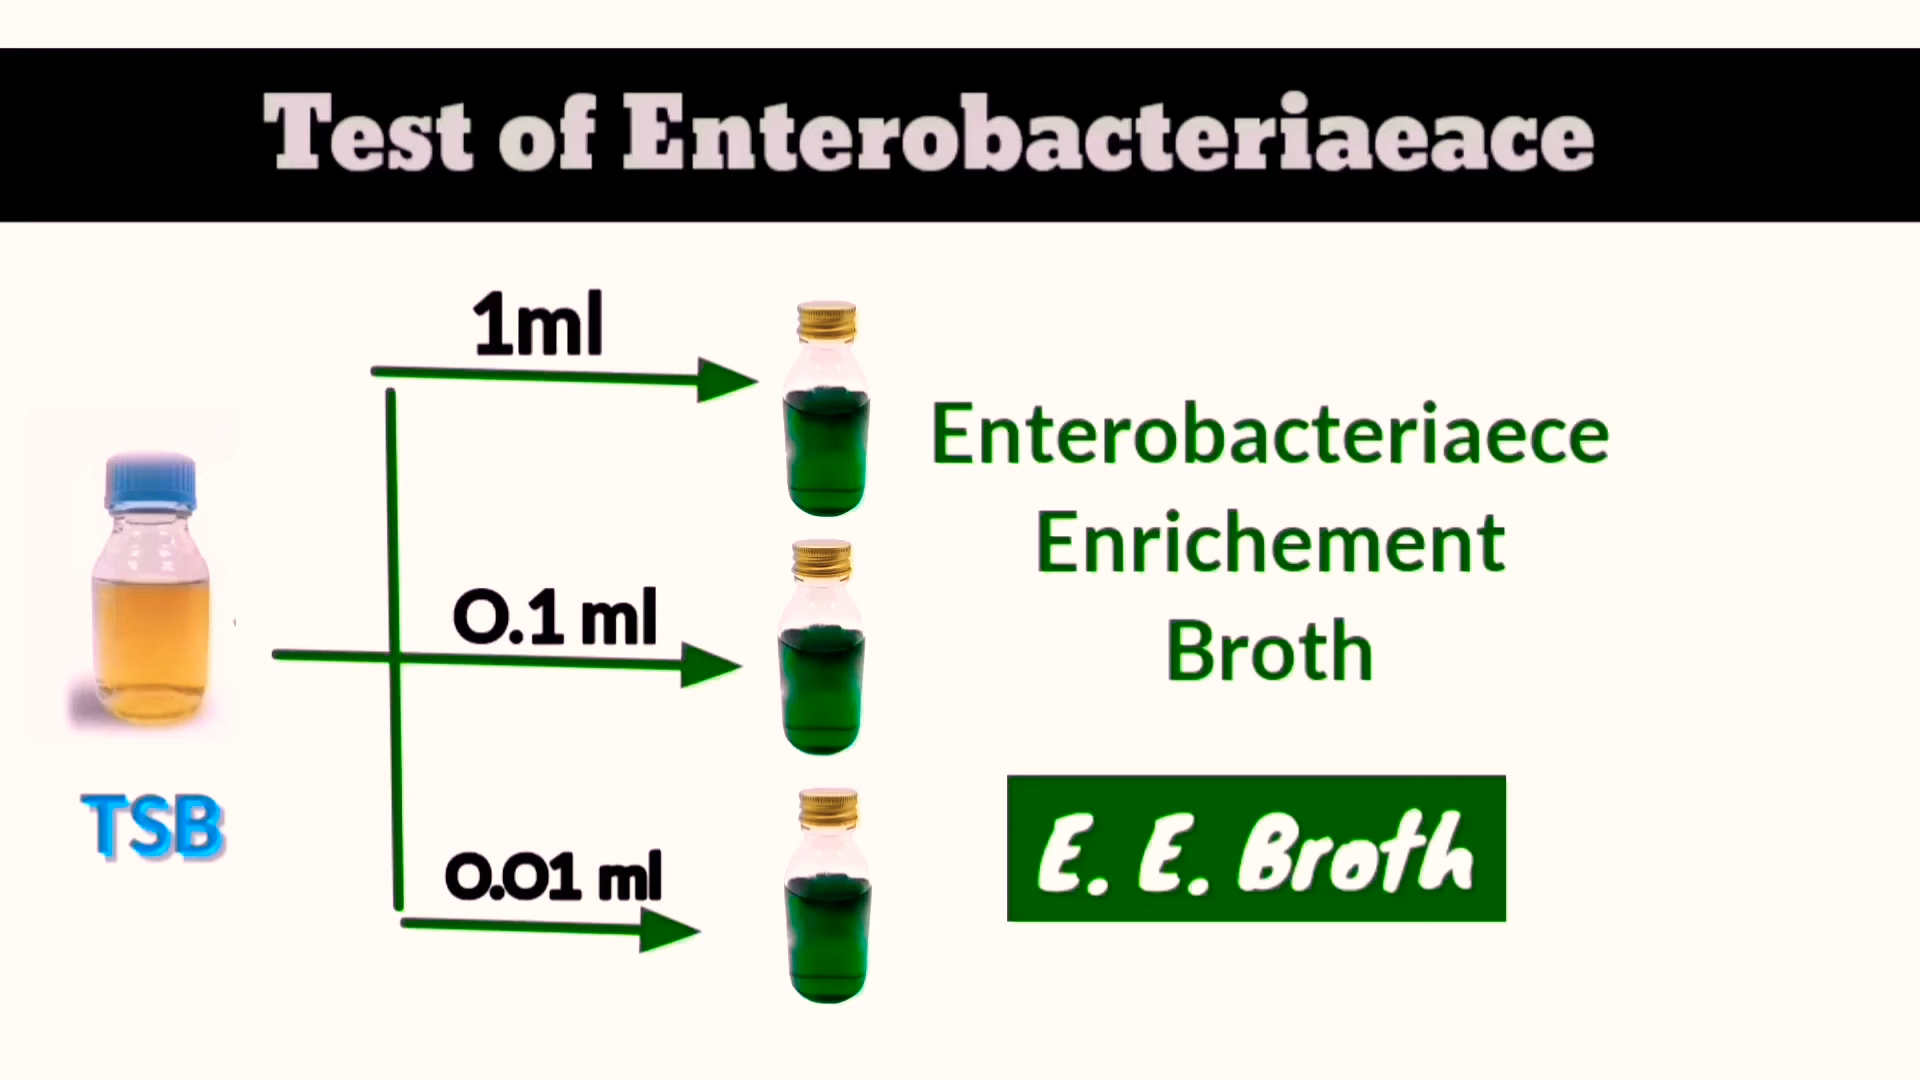 Test of Enterobacteriaeace
1ml
0.1 ml
0.01 ml
TSB
Enterobacteriaece
Enrichement
Broth
E. E. Broth